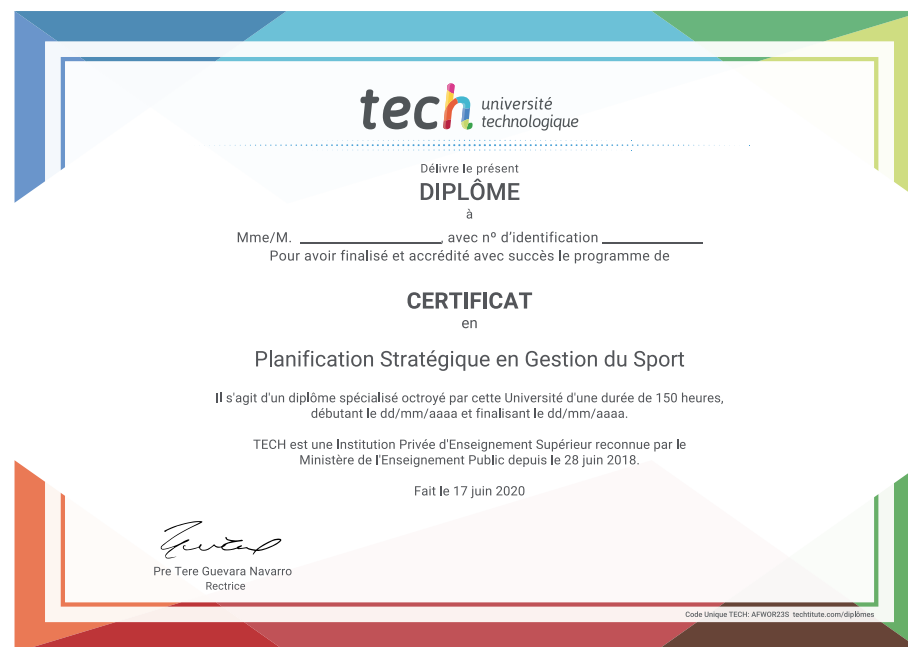 tech université
technologique
Délivre le présent
DIPLÔME
à
Mme/M. ____________, avec nº d'identification ____________
Pour avoir finalisé et accrédité avec succès le programme de
CERTIFICAT
en
Planification Stratégique en Gestion du Sport
Il s'agit d'un diplôme spécialisé octroyé par cette Université d'une durée de 150 heures,
débutant le dd/mm/aaaa et finalisant le dd/mm/aaaa.
TECH est une Institution Privée d'Enseignement Supérieur reconnue par le
Ministère de l'Enseignement Public depuis le 28 juin 2018.
Fait le 17 juin 2020
Pre Tere Guevara Navarro
Rectrice
Code Unique TECH: AFWOR23S techtitute.com/diplômes